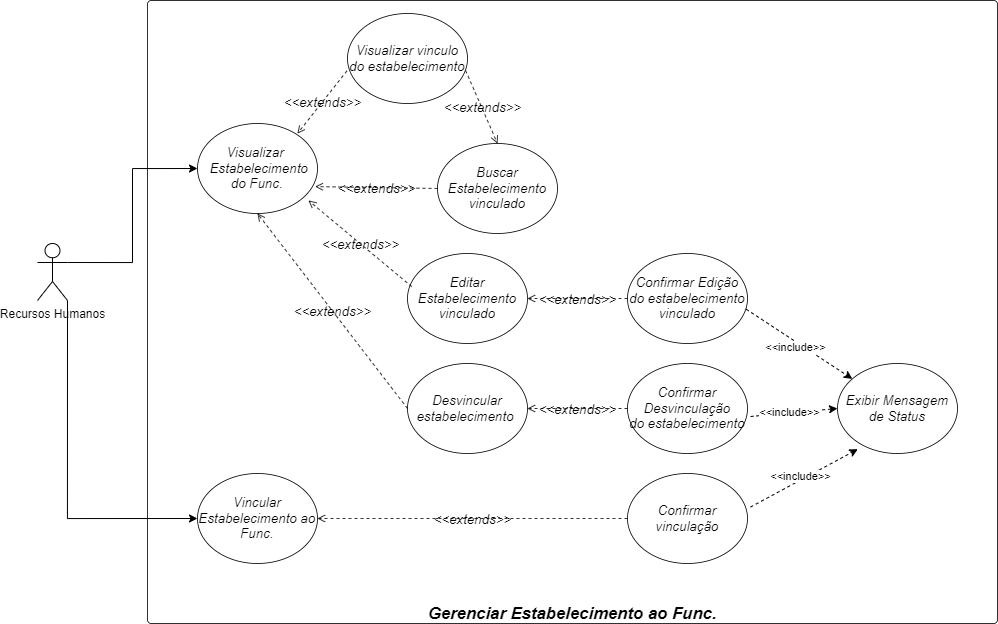 Visualizar vinculo
do estabelecimento
<<extends>>
<<extends>>
Visualizar
Estabelecimento
do Func.
Buscar
Estabelecimento
vinculado
<<extends>>
<<extends>>
Editar
Estabelecimento
vinculado
<<extends>>
Confirmar Edição
do estabelecimento
vinculado
Recursos Humanos
<<extends>>
<<include>>
Desvincular
estabelecimento
<<extends>>
Confirmar
Desvinculação
do estabelecimento
<<include>>
Exibir Mensagem
de Status
<<include>>
Vincular
Estabelecimento ao
Func.
<<extends>>
Confirmar
vinculação
Gerenciar Estabelecimento ao Func.